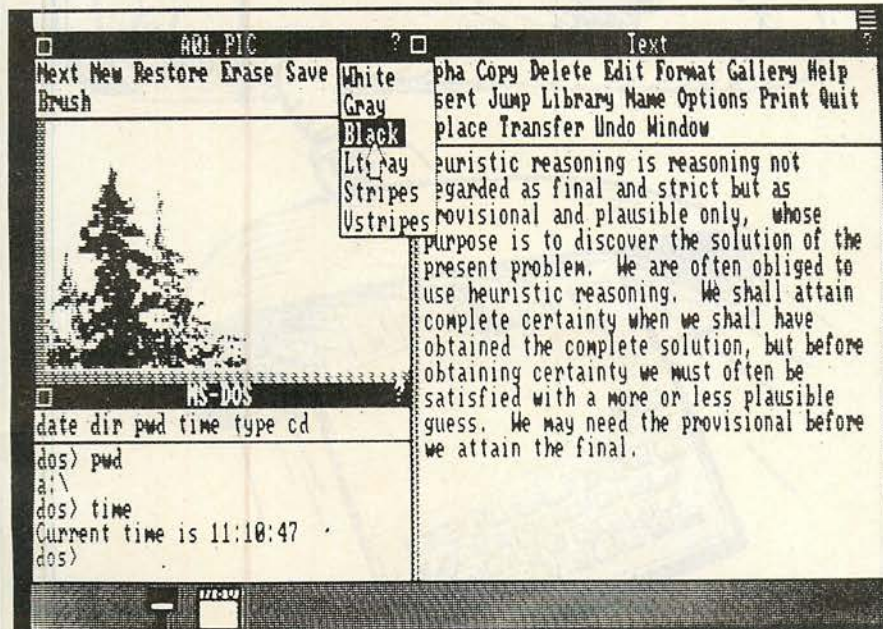 A01.PIC ?
Next New Restore Erase Save
Brush
White
Gray
Black
Ltgray
Stripes
Vstripes
MS-DOS ?
date dir pwd time type cd
dos> pwd
a:\
dos> time
Current time is 11:10:47
dos>
Text ?
pha Copy Delete Edit Format Gallery Help
sert Jump Library Name Options Print Quit
place Transfer Undo Window
euristic reasoning is reasoning not
egarded as final and strict but as
rovisional and plausible only, whose
purpose is to discover the solution of the
present problem. We are often obliged to
use heuristic reasoning. We shall attain
complete certainty when we shall have
obtained the complete solution, but before
obtaining certainty we must often be
satisfied with a more or less plausible
guess. We may need the provisional before
we attain the final.